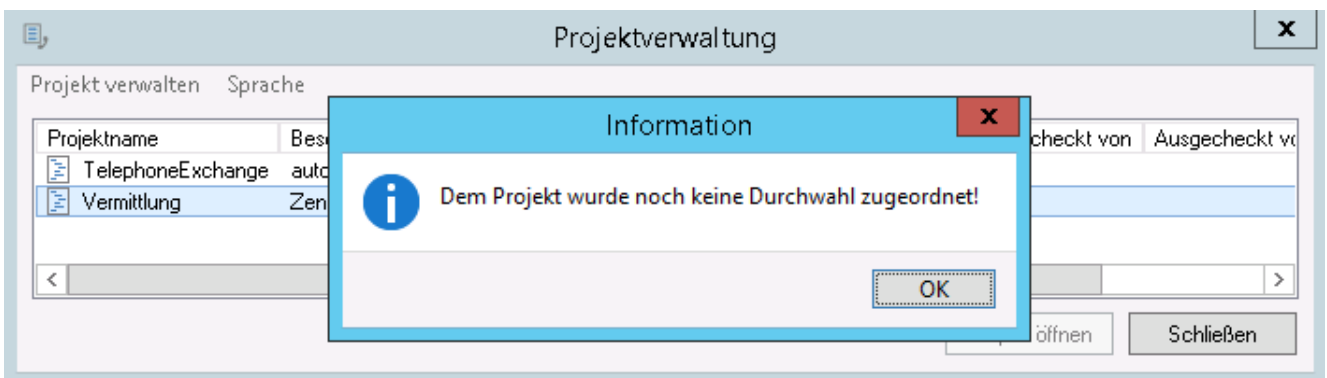 Projektverwaltung
Projekt verwalten Sprache
Information
Projektname
TelephoneExchange
Vermittlung
Dem Projekt wurde noch keine Durchwahl zugeordnet!
von Ausgecheckt
OK
öffnen Schließen